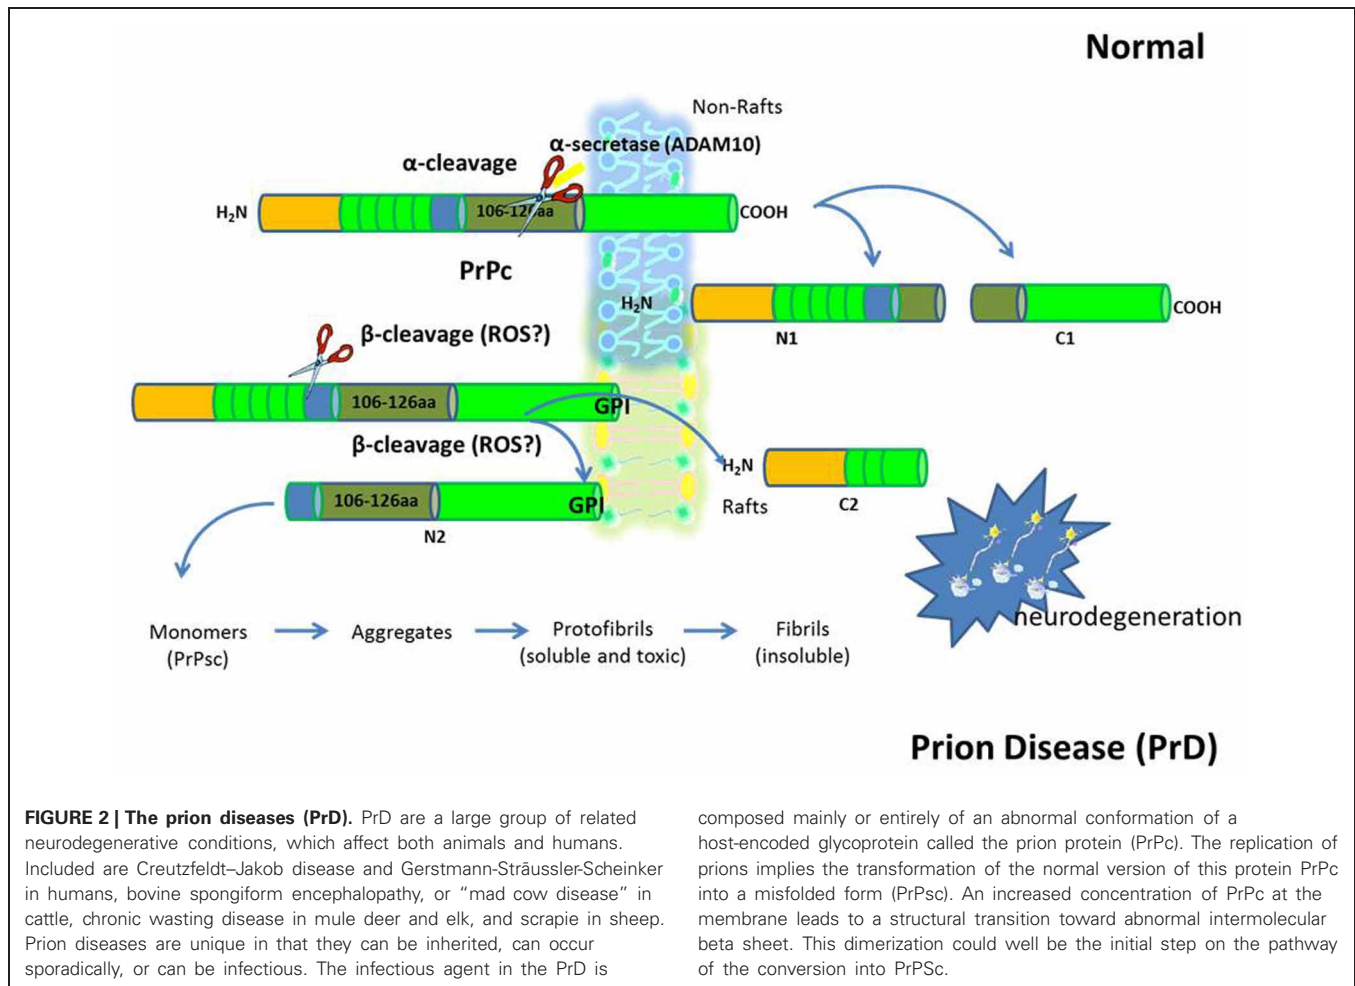 Normal
Non-Rafts
α-secretase (ADAM10)
α-cleavage
H₂N
106-126aa
COOH
PrPc
H₂N
COOH
N1
C1
β-cleavage (ROS?)
106-126aa
GPI
β-cleavage (ROS?)
H₂N
106-126aa
GPI
Rafts
C2
N2
neurodegeneration
Monomers
(PrPsc)
Aggregates
Protofibrils
(soluble and toxic)
Fibrils
(insoluble)
Prion Disease (PrD)
FIGURE 2 | The prion diseases (PrD). PrD are a large group of related
neurodegenerative conditions, which affect both animals and humans.
Included are Creutzfeldt–Jakob disease and Gerstmann-Sträussler-Scheinker
in humans, bovine spongiform encephalopathy, or “mad cow disease” in
cattle, chronic wasting disease in mule deer and elk, and scrapie in sheep.
Prion diseases are unique in that they can be inherited, can occur
sporadically, or can be infectious. The infectious agent in the PrD is
composed mainly or entirely of an abnormal conformation of a
host-encoded glycoprotein called the prion protein (PrPc). The replication of
prions implies the transformation of the normal version of this protein PrPc
into a misfolded form (PrPsc). An increased concentration of PrPc at the
membrane leads to a structural transition toward abnormal intermolecular
beta sheet. This dimerization could well be the initial step on the pathway
of the conversion into PrPSc.